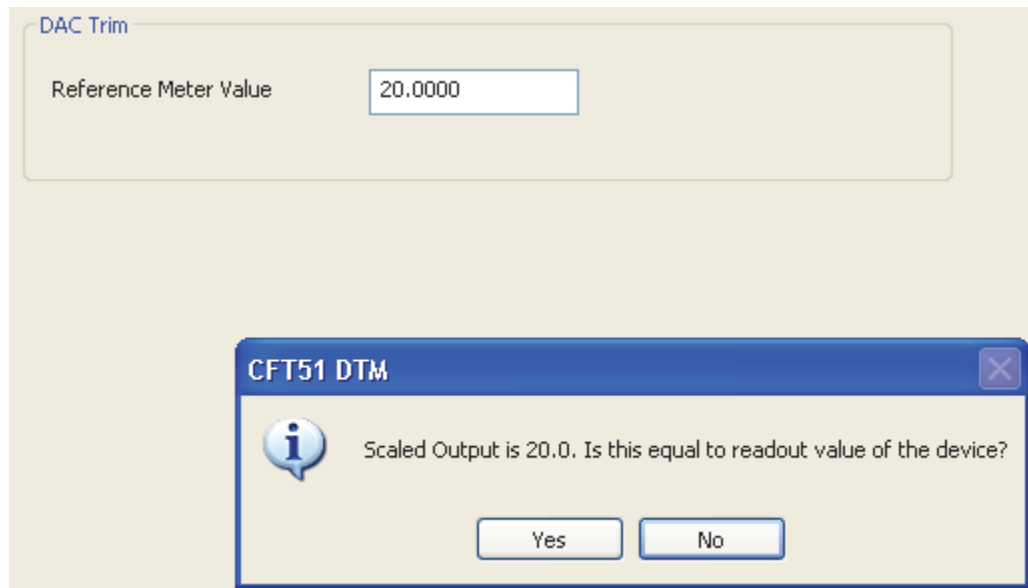 DAC Trim
Reference Meter Value 20.0000
CFT51 DTM
Scaled Output is 20.0. Is this equal to readout value of the device?
Yes No